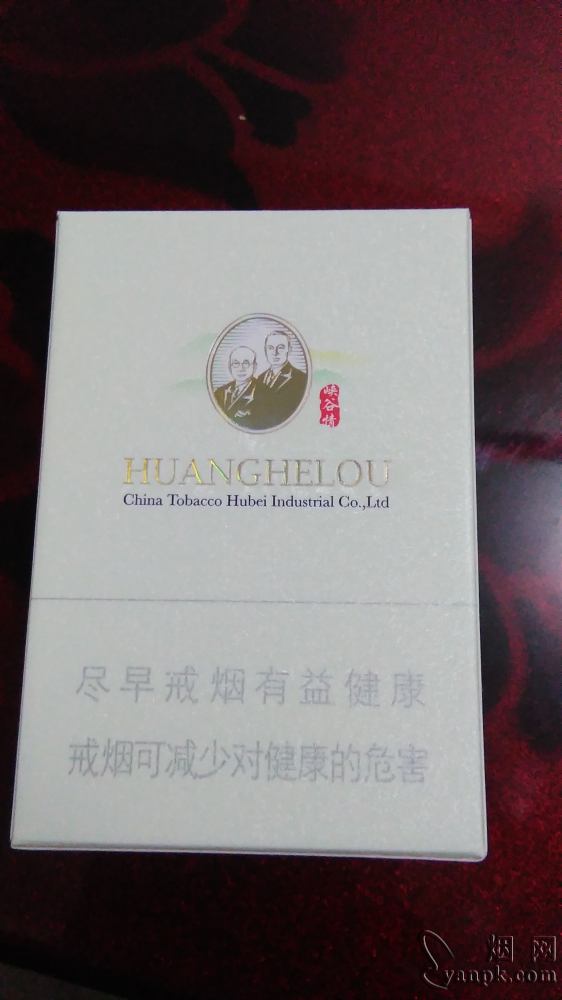 峡谷情
HUANGHELOU
China Tobacco Hubei Industrial Co.,Ltd
尽早戒烟有益健康
戒烟可减少对健康的危害
烟网
yanpk.com